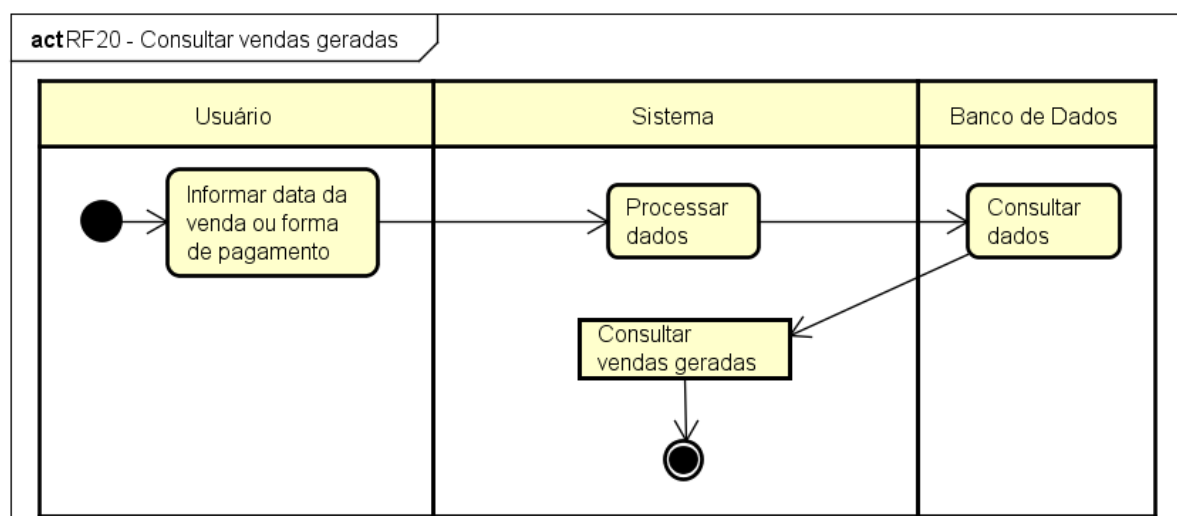 act RF20 - Consultar vendas geradas
Usuário
Sistema
Banco de Dados
Informar data da
venda ou forma
de pagamento
Processar
dados
Consultar
dados
Consultar
vendas geradas